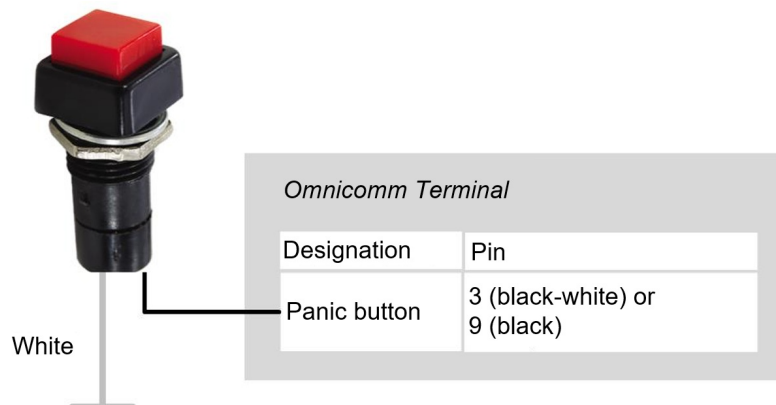 Omnicomm Terminal
Designation Pin
Panic button 3 (black-white) or
9 (black)
White